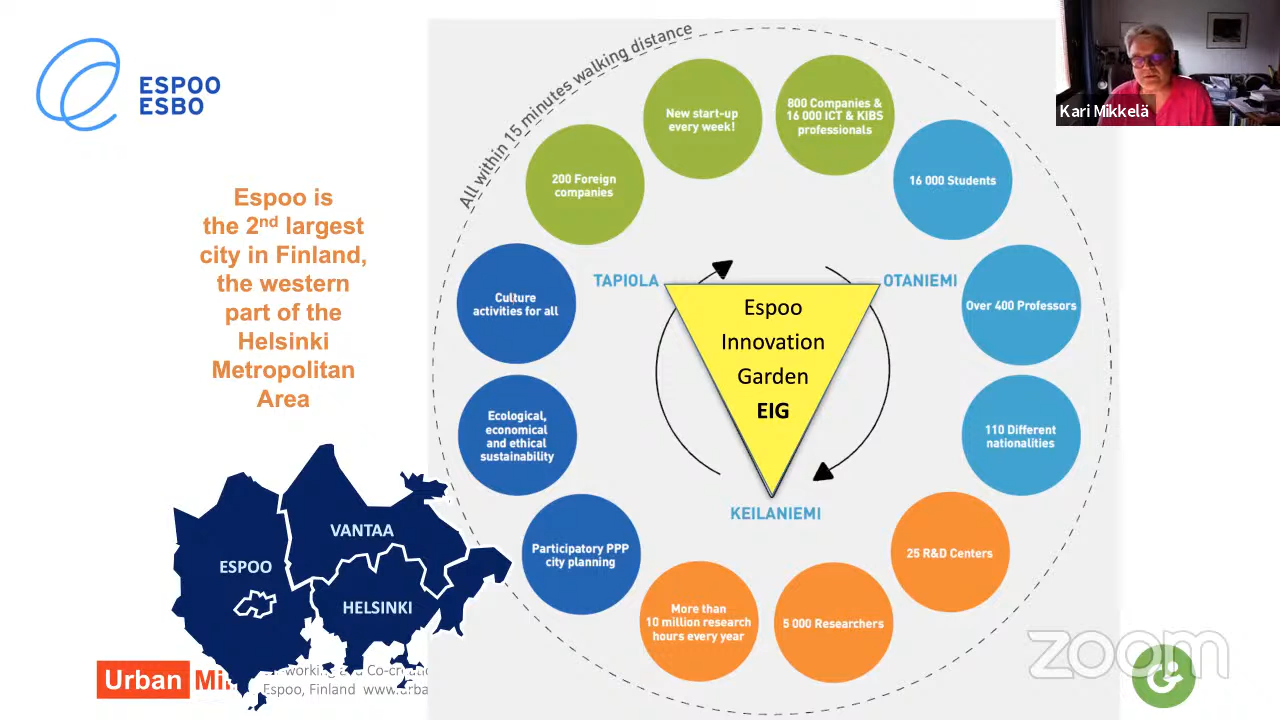 ESPOO
ESBO
Espoo is
the 2nd largest
city in Finland,
the western
part of the
Helsinki
Metropolitan
Area
All within 15 minutes walking distance
New start-up
every week!
800 Companies &
16 000 ICT & KIBS
professionals
200 Foreign
companies
16 000 Students
Culture
activities for all
TAPIOLA
OTANIEMI
Over 400 Professors
Espoo
Innovation
Garden
EIG
Ecological,
economical
and ethical
sustainability
110 Different
nationalities
KEILANIEMI
Participatory PPP
city planning
25 R&D Centers
More than
10 million research
hours every year
5 000 Researchers
VANTAA
ESPOO
HELSINKI
Urban
and
Espoo, Finland
Kari Mikkelä
zoom